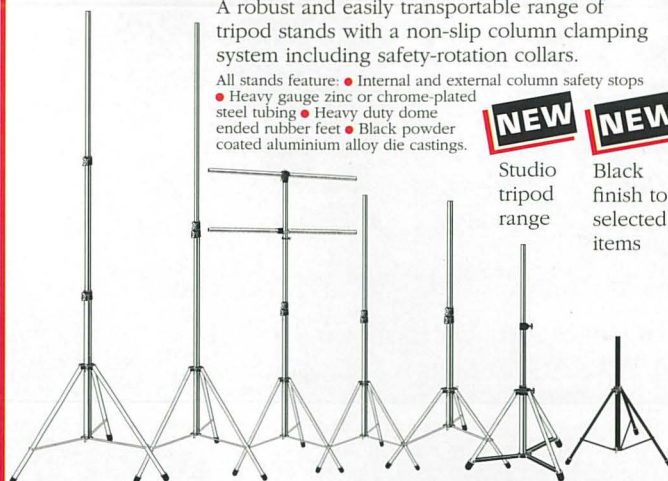 A robust and easily transportable range of
tripod stands with a non-slip column clamping
system including safety-rotation collars.
All stands feature: ● Internal and external column safety stops
● Heavy gauge zinc or chrome-plated
steel tubing ● Heavy duty dome
ended rubber feet ● Black powder
coated aluminium alloy die castings.
NEW
Studio
tripod
range
NEW
Black
finish to
selected
items